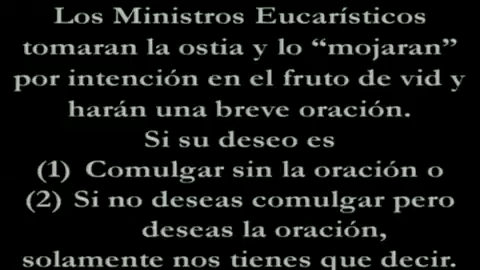 Los Ministros Eucarísticos
tomaran la ostia y lo “mojaran”
por intención en el fruto de vid y
harán una breve oración.
Si su deseo es
(1) Comulgar sin la oración o
(2) Si no deseas comulgar pero
deseas la oración,
solamente nos tienes que decir.